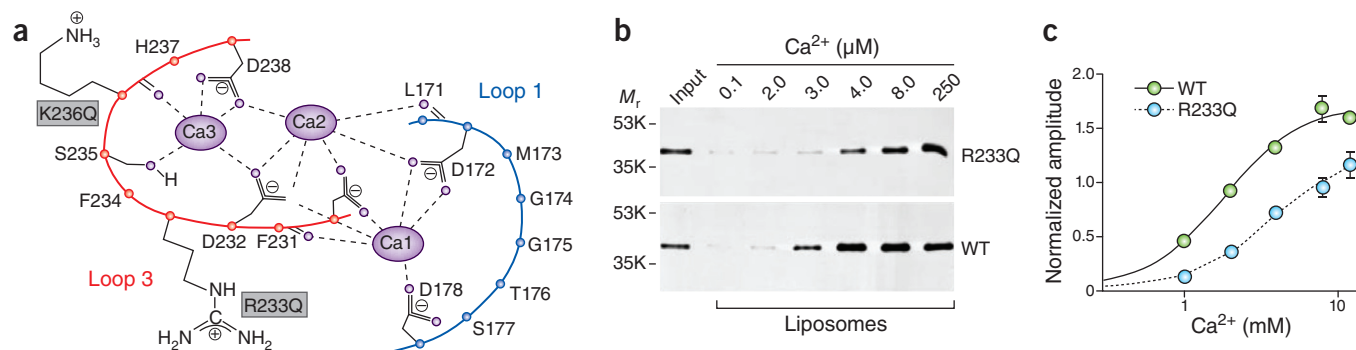 a
NH3
⊕
H237
D238
L171
Loop 1
K236Q
Ca3
Ca2
⊖
S235
H
D172
M173
F234
G174
D232
F231
Ca1
G175
Loop 3
NH
R233Q
D178
T176
C
H2N
NH2
S177
b
Ca2+ (µM)
Mr
Input
0.1
2.0
3.0
4.0
8.0
250
53K
35K
R233Q
53K
35K
WT
Liposomes
c
Normalized amplitude
2.0
1.5
1.0
0.5
0
WT
R233Q
1
10
Ca2+ (mM)